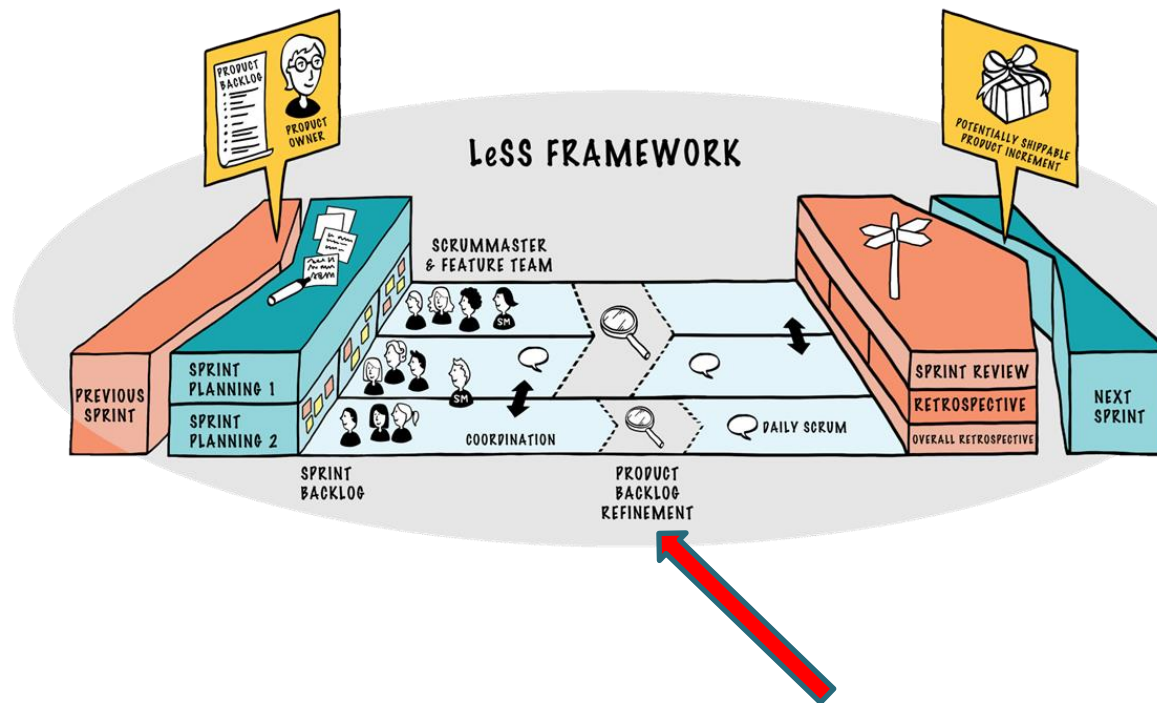 PRODUCT
BACKLOG
PRODUCT
OWNER
POTENTIALLY SHIPPABLE
PRODUCT INCREMENT
LeSS FRAMEWORK
SCRUMMASTER
& FEATURE TEAM
SM
SM
PREVIOUS
SPRINT
SPRINT
PLANNING 1
SPRINT
PLANNING 2
COORDINATION
DAILY SCRUM
SPRINT REVIEW
RETROSPECTIVE
OVERALL RETROSPECTIVE
NEXT
SPRINT
SPRINT
BACKLOG
PRODUCT
BACKLOG
REFINEMENT